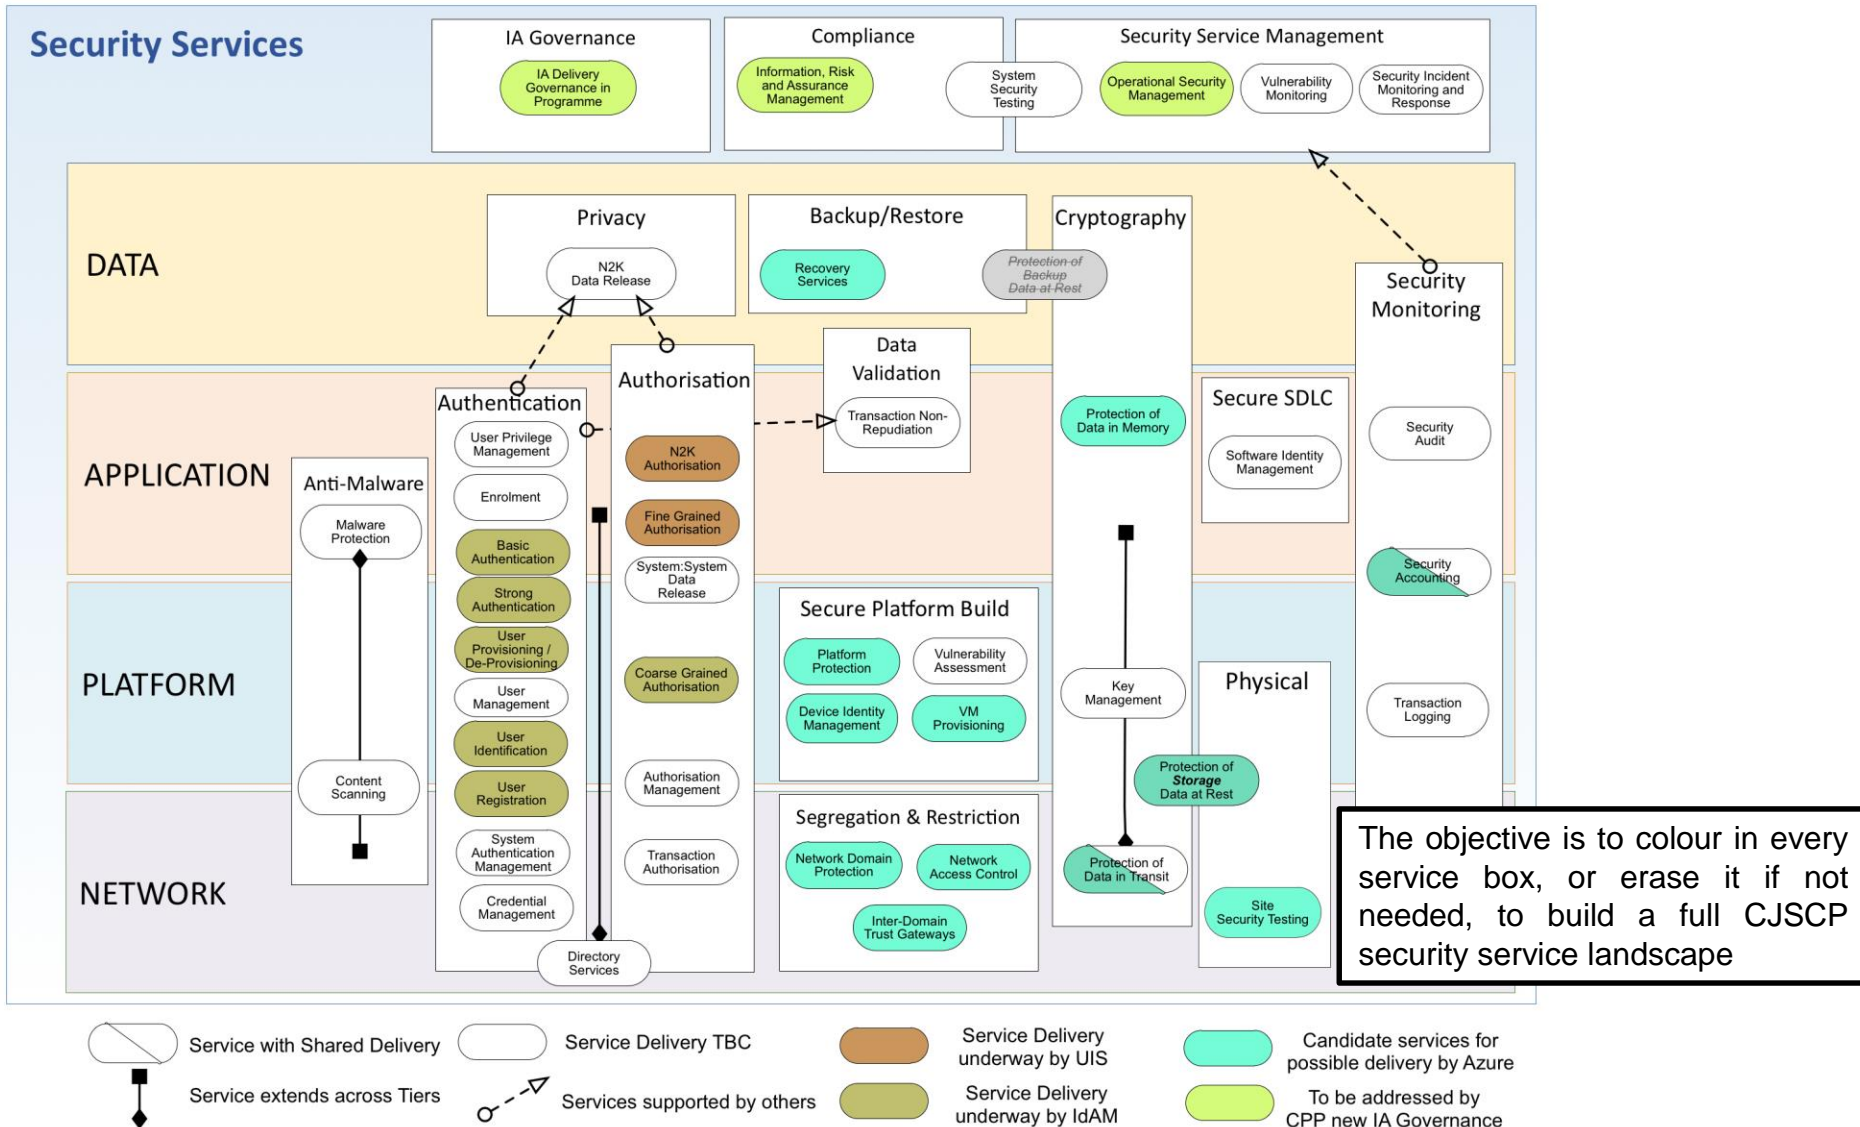 Security Services
IA Governance
IA Delivery
Governance in
Programme
Compliance
Information, Risk
and Assurance
Management
System
Security
Testing
Security Service Management
Operational Security
Management
Vulnerability
Monitoring
Security Incident
Monitoring and
Response
DATA
Privacy
N2K
Data Release
Backup/Restore
Recovery
Services
Protection of
Backup
Data at Rest
Cryptography
Security
Monitoring
Data
Validation
Transaction Non-
Repudiation
APPLICATION
Anti-Malware
Malware
Protection
Authentication
User Privilege
Management
Enrolment
Basic
Authentication
Strong
Authentication
User
Provisioning /
De-Provisioning
User
Management
User
Identification
User
Registration
System
Authentication
Management
Credential
Management
Authorisation
N2K
Authorisation
Fine Grained
Authorisation
System:System
Data
Release
Coarse Grained
Authorisation
Authorisation
Management
Transaction
Authorisation
Directory
Services
Protection of
Data in Memory
Secure SDLC
Software Identity
Management
Security
Audit
Security
Accounting
PLATFORM
Content
Scanning
Secure Platform Build
Platform
Protection
Vulnerability
Assessment
Device Identity
Management
VM
Provisioning
Key
Management
Physical
Transaction
Logging
Protection of
Storage
Data at Rest
NETWORK
Segregation & Restriction
Network Domain
Protection
Network
Access Control
Inter-Domain
Trust Gateways
Protection of
Data in Transit
Site
Security Testing
The objective is to colour in every
service box, or erase it if not
needed, to build a full CJSCP
security service landscape
Service with Shared Delivery
Service Delivery TBC
Service Delivery
underway by UIS
Candidate services for
possible delivery by Azure
Service extends across Tiers
Services supported by others
Service Delivery
underway by IdAM
To be addressed by
CPP new IA Governance